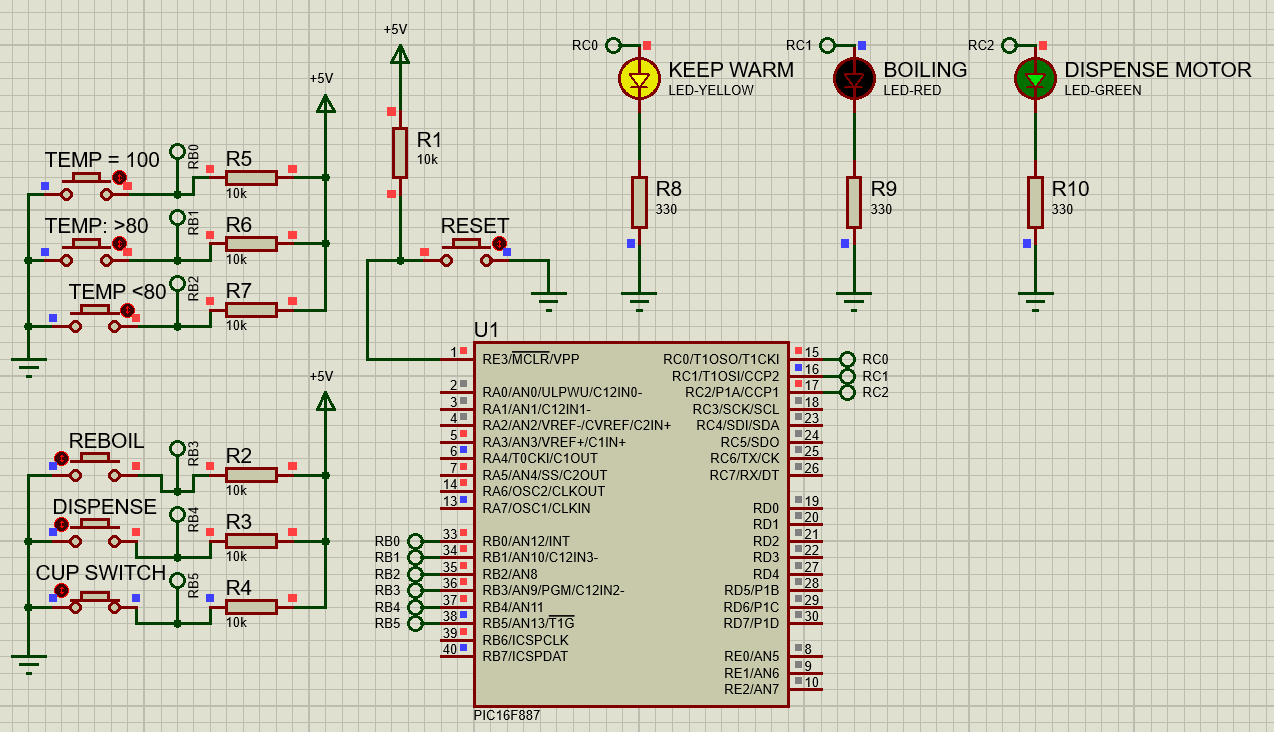 +5V
RC0
KEEP WARM
LED-YELLOW
RC1
BOILING
LED-RED
RC2
DISPENSE MOTOR
LED-GREEN
+5V
R1
10k
TEMP = 100
RB0
R5
10k
TEMP: >80
RB1
R6
10k
TEMP <80
RB2
R7
10k
RESET
R8
330
R9
330
R10
330
+5V
REBOIL
RB3
R2
10k
DISPENSE
RB4
R3
10k
CUP SWITCH
RB5
R4
10k
U1
1 RE3/MCLR/VPP
2 RA0/AN0/ULPWU/C12IN0-
3 RA1/AN1/C12IN1-
4 RA2/AN2/VREF-/CVREF/C2IN+
5 RA3/AN3/VREF+/C1IN+
6 RA4/T0CKI/C1OUT
7 RA5/AN4/SS/C2OUT
14 RA6/OSC2/CLKOUT
13 RA7/OSC1/CLKIN
RB0 33 RB0/AN12/INT
RB1 34 RB1/AN10/C12IN3-
RB2 35 RB2/AN8
RB3 36 RB3/AN9/PGM/C12IN2-
RB4 37 RB4/AN11
RB5 38 RB5/AN13/T1G
39 RB6/ICSPCLK
40 RB7/ICSPDAT
RC0/T1OSO/T1CKI 15 RC0
RC1/T1OSI/CCP2 16 RC1
RC2/P1A/CCP1 17 RC2
RC3/SCK/SCL 18
RC4/SDI/SDA 23
RC5/SDO 24
RC6/TX/CK 25
RC7/RX/DT 26
RD0 19
RD1 20
RD2 21
RD3 22
RD4 27
RD5/P1B 28
RD6/P1C 29
RD7/P1D 30
RE0/AN5 8
RE1/AN6 9
RE2/AN7 10
PIC16F887